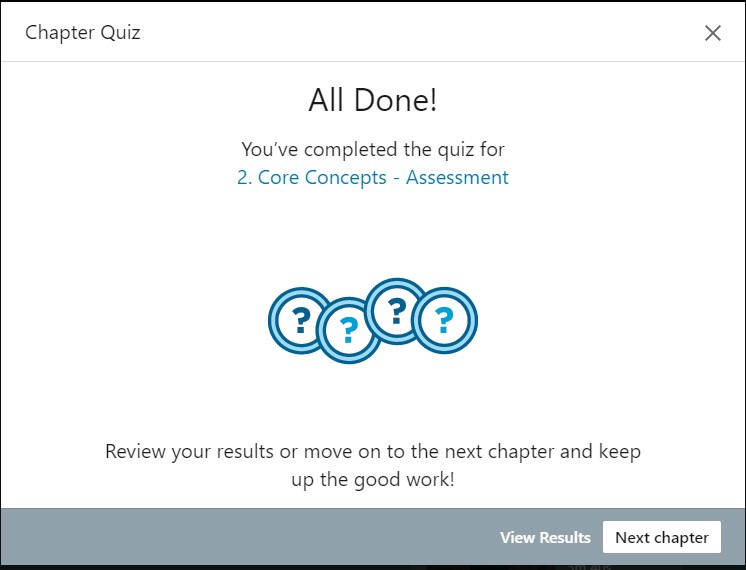 Chapter Quiz
All Done!
You’ve completed the quiz for
2. Core Concepts - Assessment
? ? ? ?
Review your results or move on to the next chapter and keep
up the good work!
View Results Next chapter